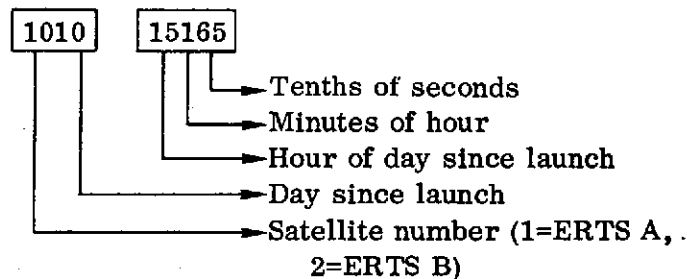 1010 15165
Tenths of seconds
Minutes of hour
Hour of day since launch
Day since launch
Satellite number (1=ERTS A,
2=ERTS B)